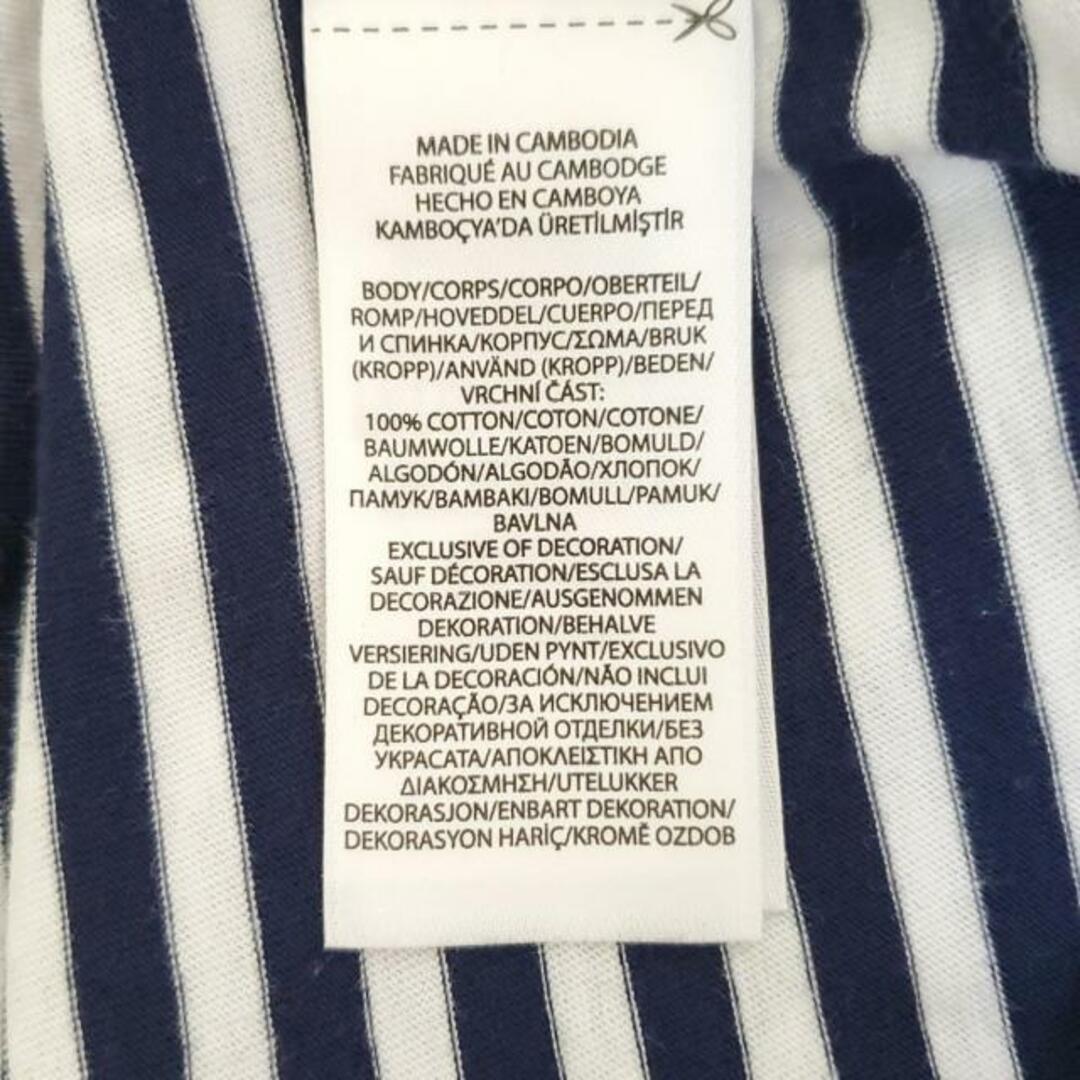 MADE IN CAMBODIA
FABRIQUÉ AU CAMBODGE
HECHO EN CAMBOYA
KAMBOÇYA'DA ÜRETİLMİŞTİR
BODY/CORPS/CORPO/OBERTEIL/
ROMP/HOVEDDEL/CUERPO/ПЕРЕД
И СПИНКА/КОРПУС/ΣΩΜΑ/BRUK
(KROPP)/ANVÄND (KROPP)/BEDEN/
VRCHNÍ ČÁST:
100% COTTON/COTON/COTONE/
BAUMWOLLE/KATOEN/BOMULD/
ALGODÓN/ALGODÃO/ХЛОПОК/
ПАМУК/ΒΑΜΒΑΚΙ/BOMULL/PAMUK/
BAVLNA
EXCLUSIVE OF DECORATION/
SAUF DÉCORATION/ESCLUSA LA
DECORAZIONE/AUSGENOMMEN
DEKORATION/BEHALVE
VERSIERING/UDEN PYNT/EXCLUSIVO
DE LA DECORACIÓN/NÃO INCLUI
DECORAÇÃO/ЗА ИСКЛЮЧЕНИЕМ
ДЕКОРАТИВНОЙ ОТДЕЛКИ/БЕЗ
УКРАСАТА/ΑΠΟΚΛΕΙΣΤΙΚΗ ΑΠΟ
ΔΙΑΚΟΣΜΗΣΗ/UTELUKKER
DEKORASJON/ENBART DEKORATION/
DEKORASYON HARİÇ/KROMĚ OZDOB